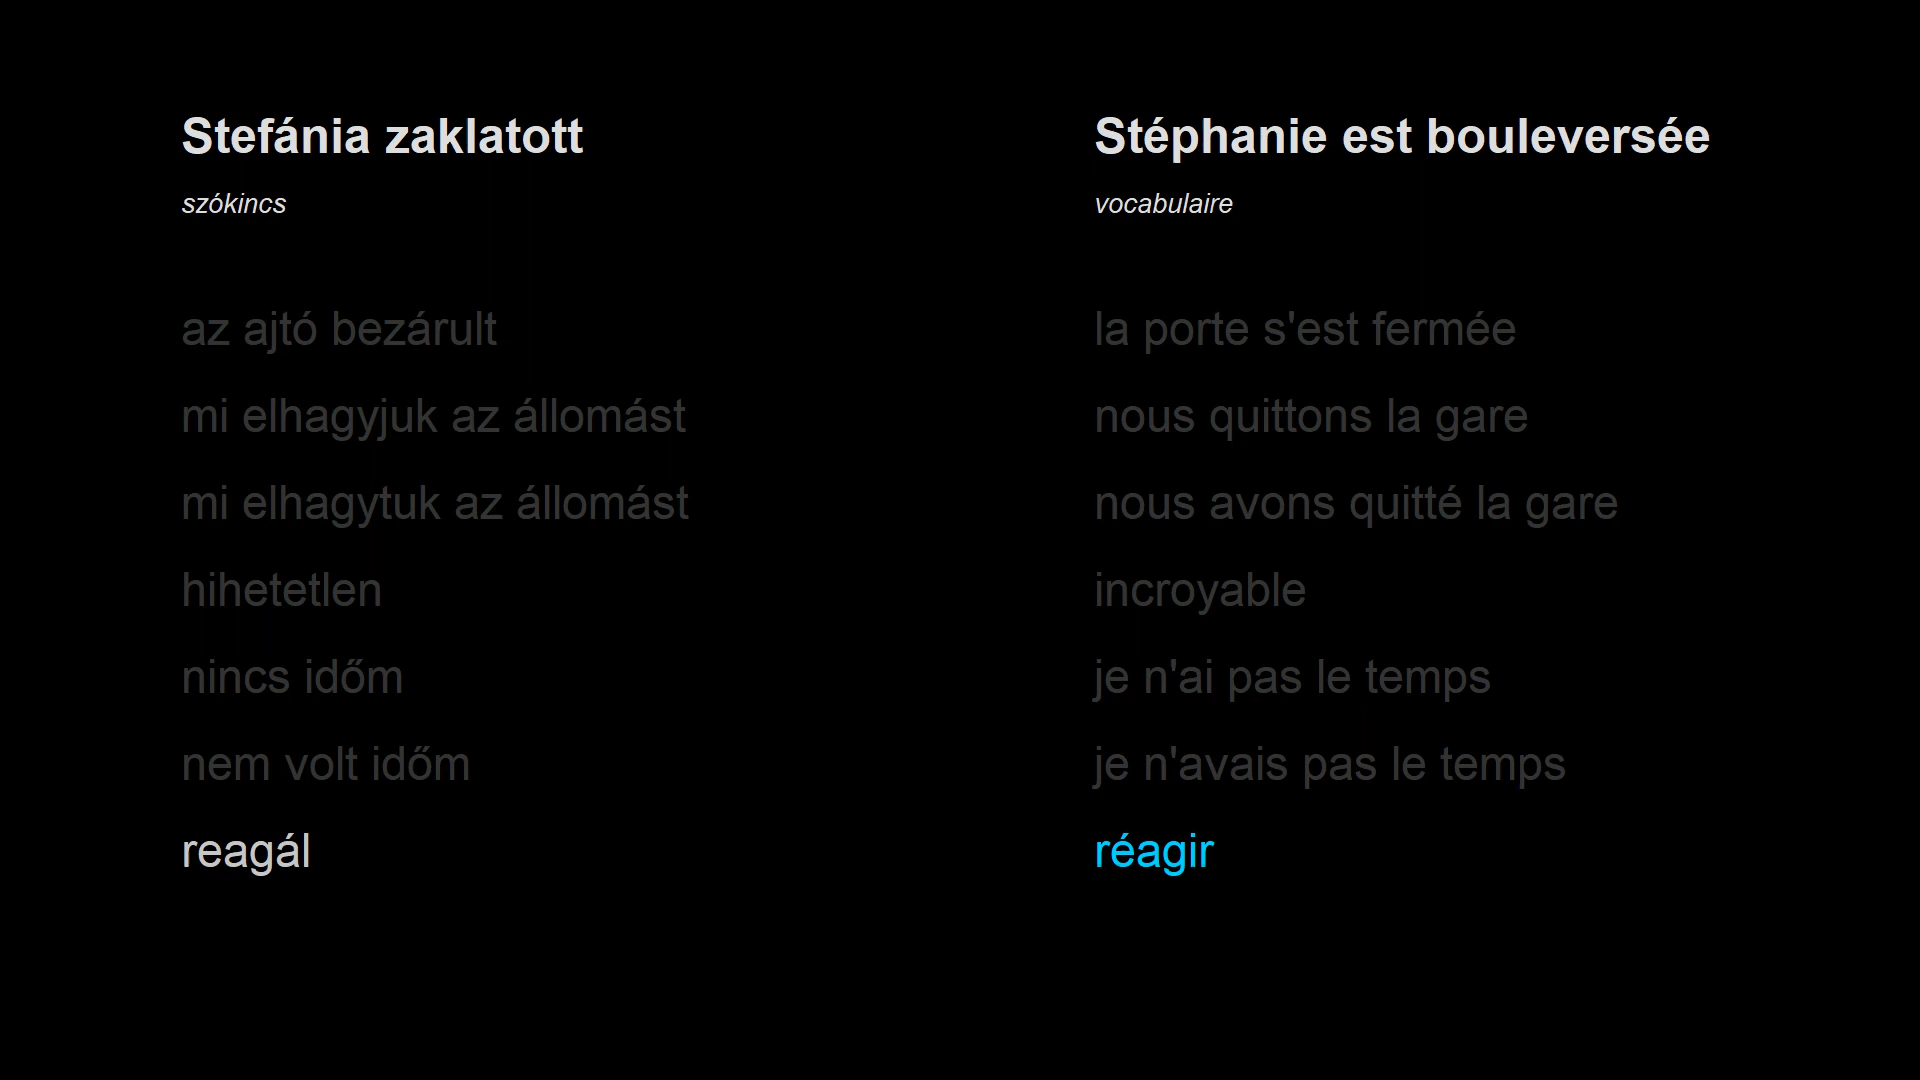 Stefánia zaklatott
szókincs
az ajtó bezárult
mi elhagyjuk az állomást
mi elhagytuk az állomást
hihetetlen
nincs időm
nem volt időm
reagál
Stéphanie est bouleversée
vocabulaire
la porte s'est fermée
nous quittons la gare
nous avons quitté la gare
incroyable
je n'ai pas le temps
je n'avais pas le temps
réagir